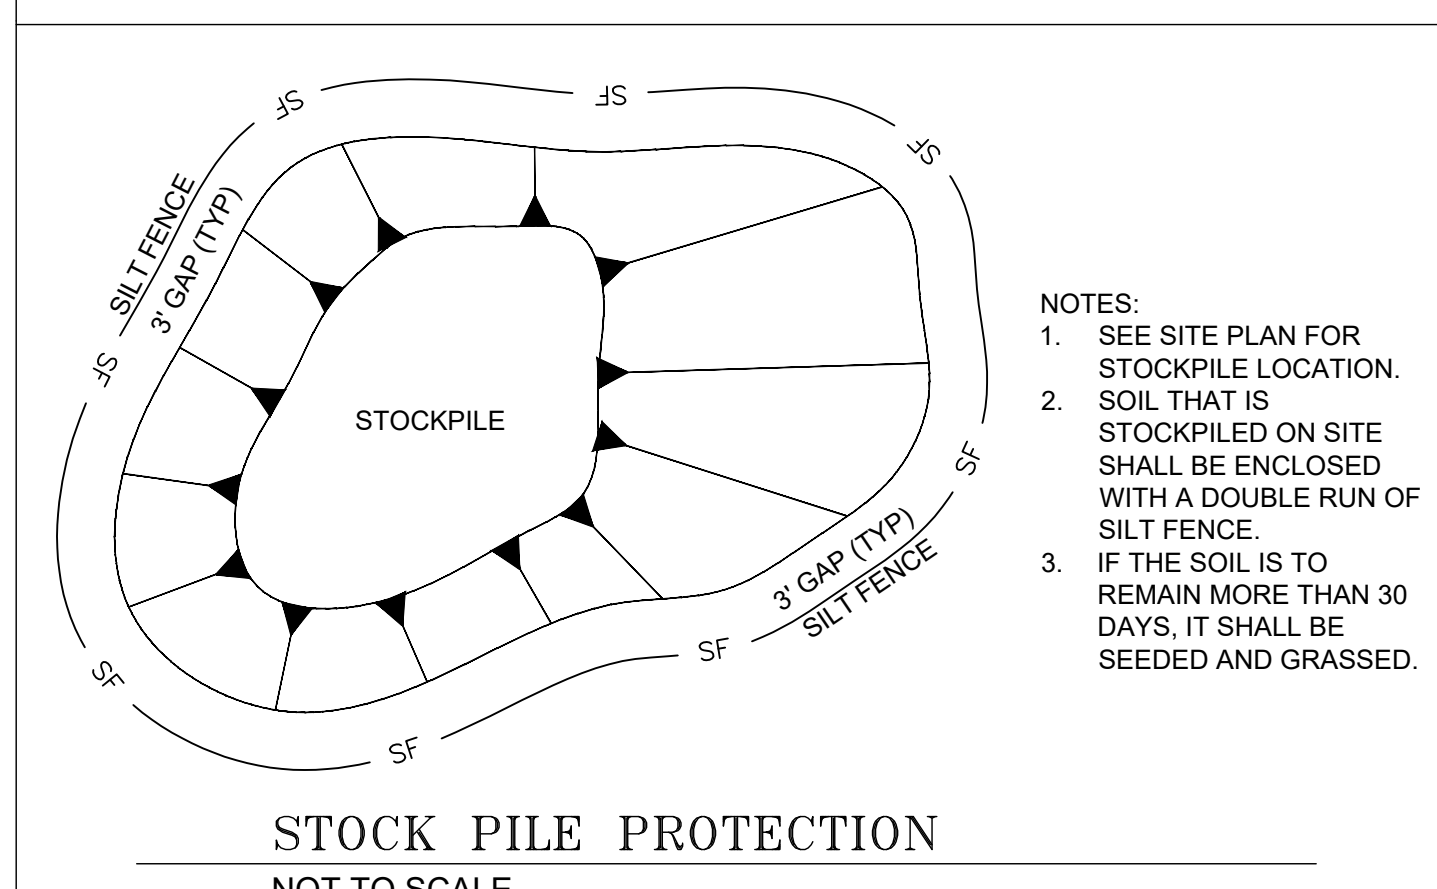 SF
SF
SF
SILT FENCE
3' GAP (TYP)
SF
STOCKPILE
SF
3' GAP (TYP)
SILT FENCE
SF
SF
SF
NOTES:
1. SEE SITE PLAN FOR
STOCKPILE LOCATION.
2. SOIL THAT IS
STOCKPILED ON SITE
SHALL BE ENCLOSED
WITH A DOUBLE RUN OF
SILT FENCE.
3. IF THE SOIL IS TO
REMAIN MORE THAN 30
DAYS, IT SHALL BE
SEEDED AND GRASSED.
STOCK PILE PROTECTION
NOT TO SCALE